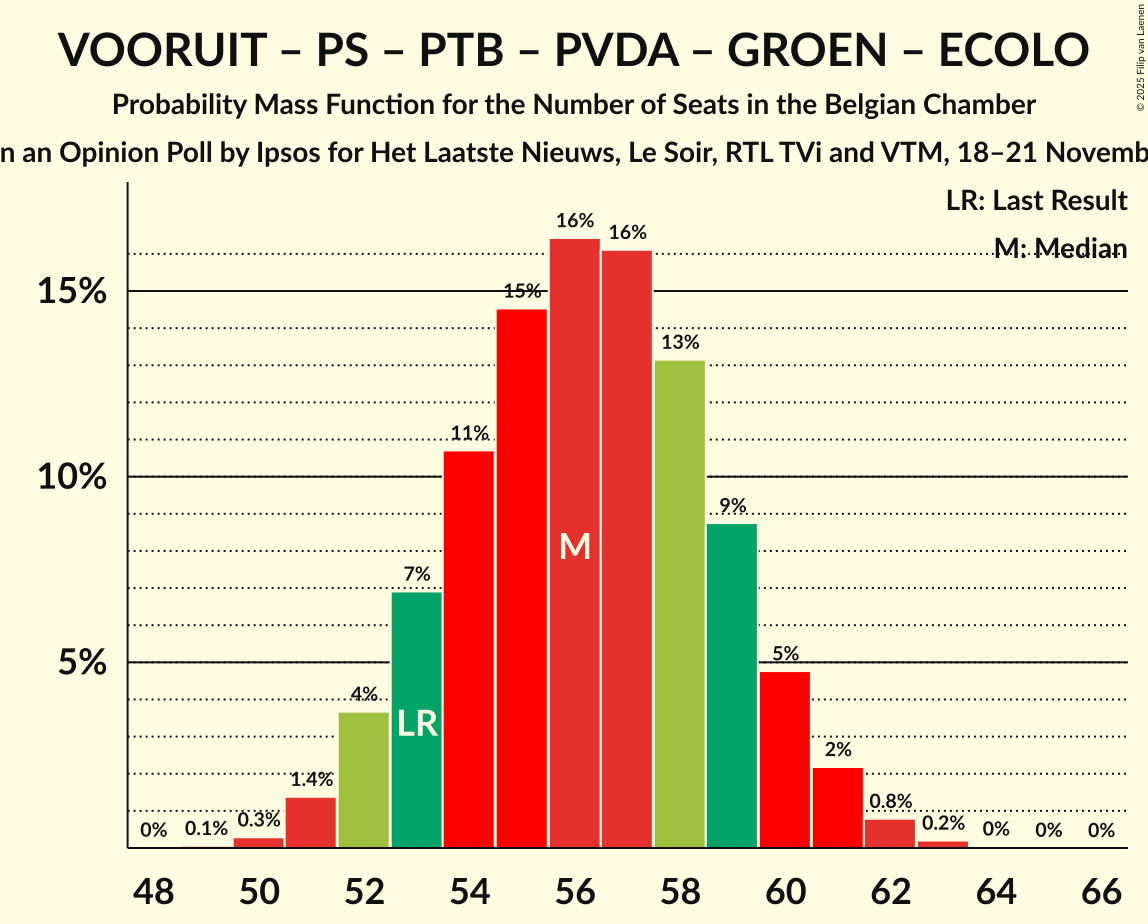 VOORUIT – PS – PTB – PVDA – GROEN – ECOLO
Probability Mass Function for the Number of Seats in the Belgian Chamber
n an Opinion Poll by Ipsos for Het Laatste Nieuws, Le Soir, RTL TVi and VTM, 18–21 Novemb
© 2025 Filip van Laenen
LR: Last Result
M: Median
15%
10%
5%
0%
0.1%
0.3%
1.4%
4%
7%
11%
15%
16%
16%
13%
9%
5%
2%
0.8%
0.2%
0%
0%
0%
LR
M
48 50 52 54 56 58 60 62 64 66